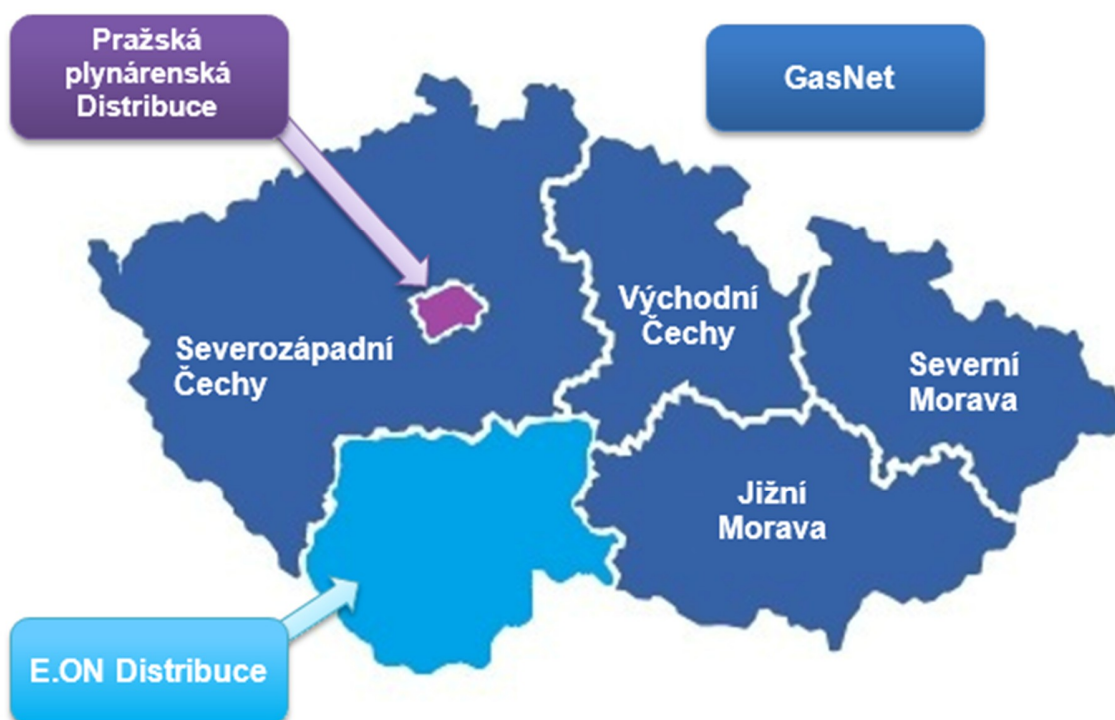 Pražská
plynárenská
Distribuce
GasNet
Severozápadní
Čechy
Východní
Čechy
Severní
Morava
Jižní
Morava
E.ON Distribuce